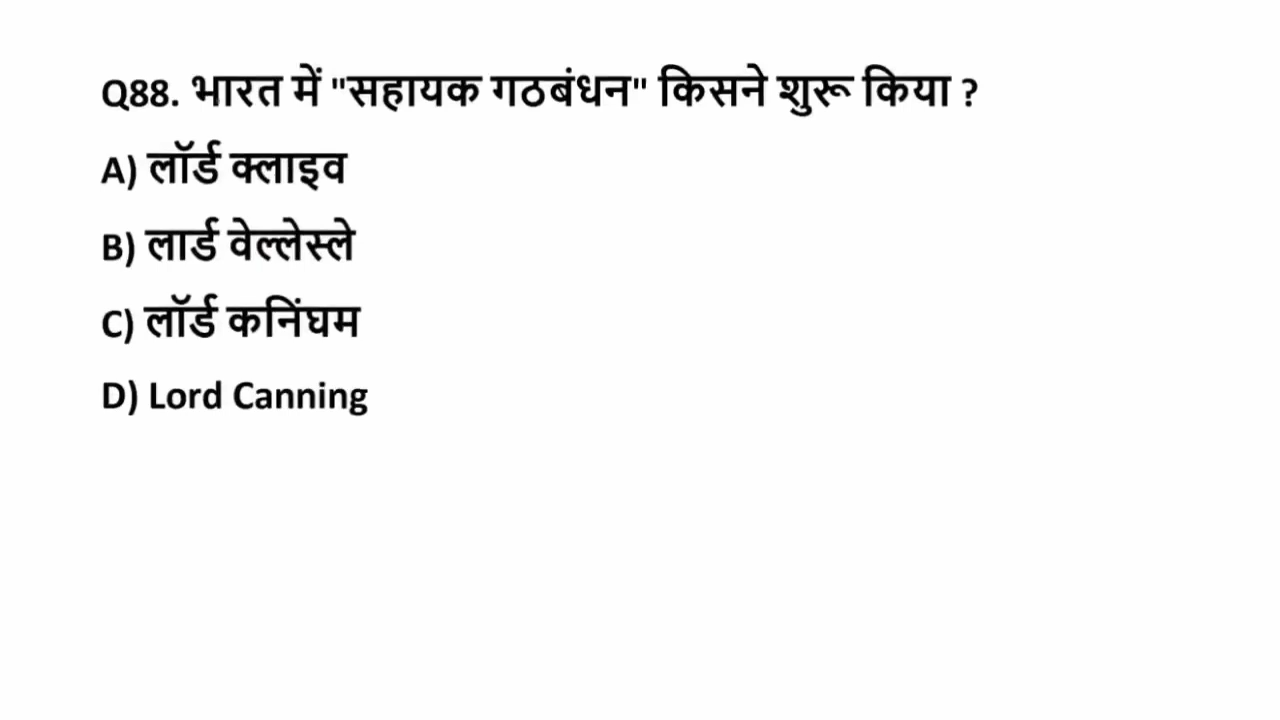 Q88. भारत में "सहायक गठबंधन" किसने शुरू किया ?
A) लॉर्ड क्लाइव
B) लार्ड वेल्लेस्ले
C) लॉर्ड कनिंघम
D) Lord Canning